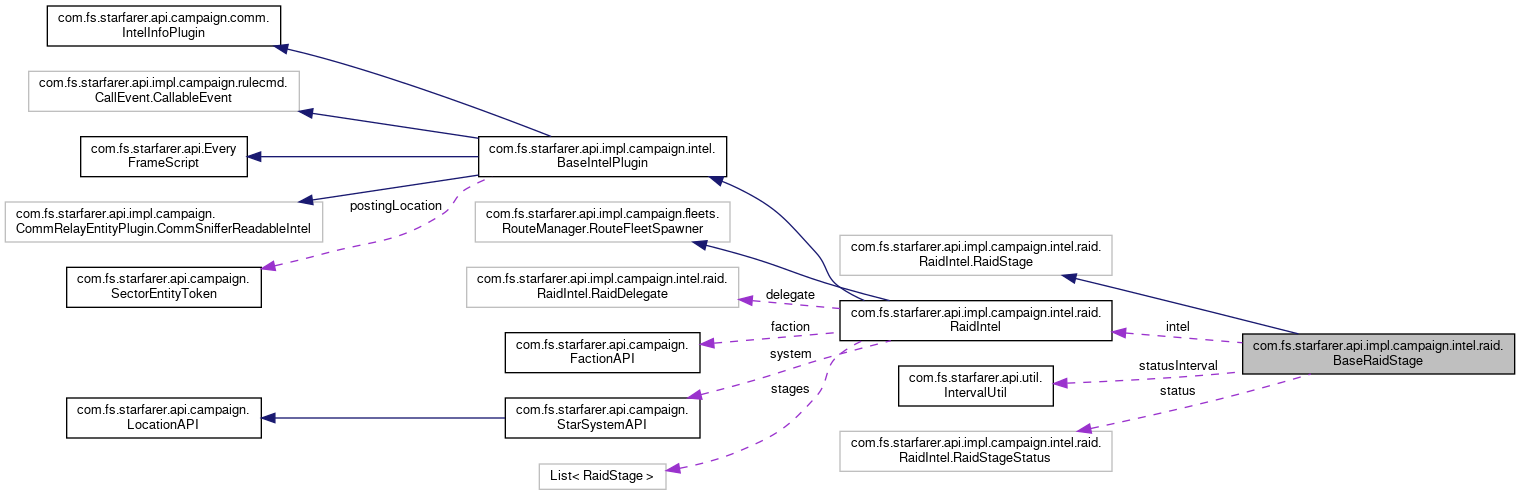 com.fs.starfarer.api.campaign.comm.
IntelInfoPlugin
com.fs.starfarer.api.impl.campaign.rulecmd.
CallEvent.CallableEvent
com.fs.starfarer.api.Every
FrameScript
com.fs.starfarer.api.impl.campaign.
CommRelayEntityPlugin.CommSnifferReadableIntel
com.fs.starfarer.api.campaign.
SectorEntityToken
com.fs.starfarer.api.campaign.
LocationAPI
postingLocation
com.fs.starfarer.api.impl.campaign.intel.
BaseIntelPlugin
com.fs.starfarer.api.impl.campaign.fleets.
RouteManager.RouteFleetSpawner
com.fs.starfarer.api.impl.campaign.intel.raid.
RaidIntel.RaidDelegate
com.fs.starfarer.api.campaign.
FactionAPI
com.fs.starfarer.api.campaign.
StarSystemAPI
List< RaidStage >
delegate
faction
system
stages
com.fs.starfarer.api.impl.campaign.intel.raid.
RaidIntel.RaidStage
com.fs.starfarer.api.impl.campaign.intel.raid.
RaidIntel
com.fs.starfarer.api.util.
IntervalUtil
com.fs.starfarer.api.impl.campaign.intel.raid.
RaidIntel.RaidStageStatus
intel
statusInterval
status
com.fs.starfarer.api.impl.campaign.intel.raid.
BaseRaidStage